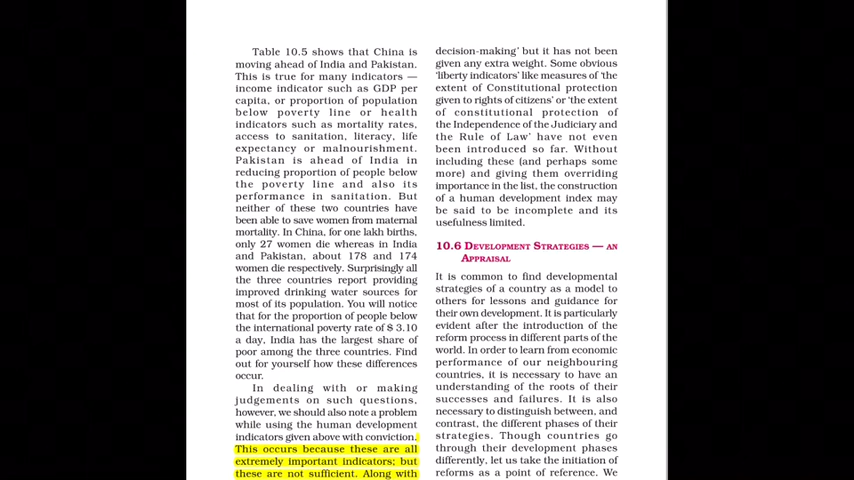 Table 10.5 shows that China is
moving ahead of India and Pakistan.
This is true for many indicators —
income indicator such as GDP per
capita, or proportion of population
below poverty line or health
indicators such as mortality rates,
access to sanitation, literacy, life
expectancy or malnourishment.
Pakistan is ahead of India in
reducing proportion of people below
the poverty line and also its
performance in sanitation. But
neither of these two countries have
been able to save women from maternal
mortality. In China, for one lakh births,
only 27 women die whereas in India
and Pakistan, about 178 and 174
women die respectively. Surprisingly all
the three countries report providing
improved drinking water sources for
most of its population. You will notice
that for the proportion of people below
the international poverty rate of $ 3.10
a day, India has the largest share of
poor among the three countries. Find
out for yourself how these differences
occur.
In dealing with or making
judgements on such questions,
however, we should also note a problem
while using the human development
indicators given above with conviction.
This occurs because these are all
extremely important indicators; but
these are not sufficient. Along with
decision-making’ but it has not been
given any extra weight. Some obvious
‘liberty indicators’ like measures of ‘the
extent of Constitutional protection
given to rights of citizens’ or ‘the extent
of constitutional protection of
the Independence of the Judiciary and
the Rule of Law’ have not even
been introduced so far. Without
including these (and perhaps some
more) and giving them overriding
importance in the list, the construction
of a human development index may
be said to be incomplete and its
usefulness limited.
10.6 DEVELOPMENT STRATEGIES — AN
APPRAISAL
It is common to find developmental
strategies of a country as a model to
others for lessons and guidance for
their own development. It is particularly
evident after the introduction of the
reform process in different parts of the
world. In order to learn from economic
performance of our neighbouring
countries, it is necessary to have an
understanding of the roots of their
successes and failures. It is also
necessary to distinguish between, and
contrast, the different phases of their
strategies. Though countries go
through their development phases
differently, let us take the initiation of
reforms as a point of reference. We